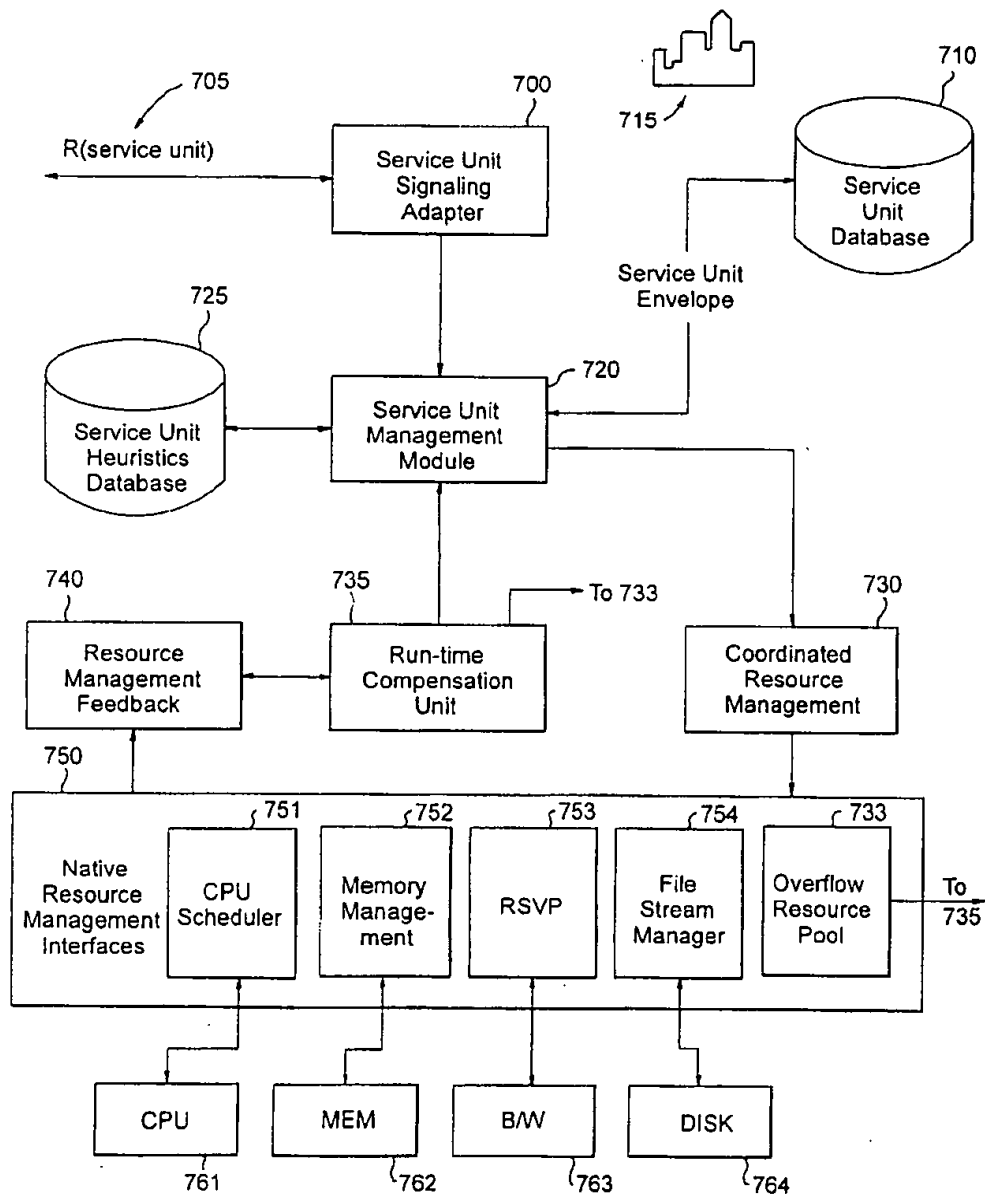 705
700
715
710
R(service unit)
Service Unit
Signaling
Adapter
Service
Unit
Database
Service Unit
Envelope
725
720
Service Unit
Heuristics
Database
Service Unit
Management
Module
740
735
To 733
730
Resource
Management
Feedback
Run-time
Compensation
Unit
Coordinated
Resource
Management
750
751
752
753
754
733
Native
Resource
Management
Interfaces
CPU
Scheduler
Memory
Manage-
ment
RSVP
File
Stream
Manager
Overflow
Resource
Pool
To
735
CPU
MEM
B/W
DISK
761
762
763
764